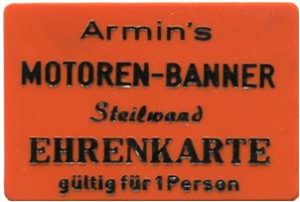 Armin's
MOTOREN-BANNER
Steilwand
EHRENKARTE
gültig für 1 Person